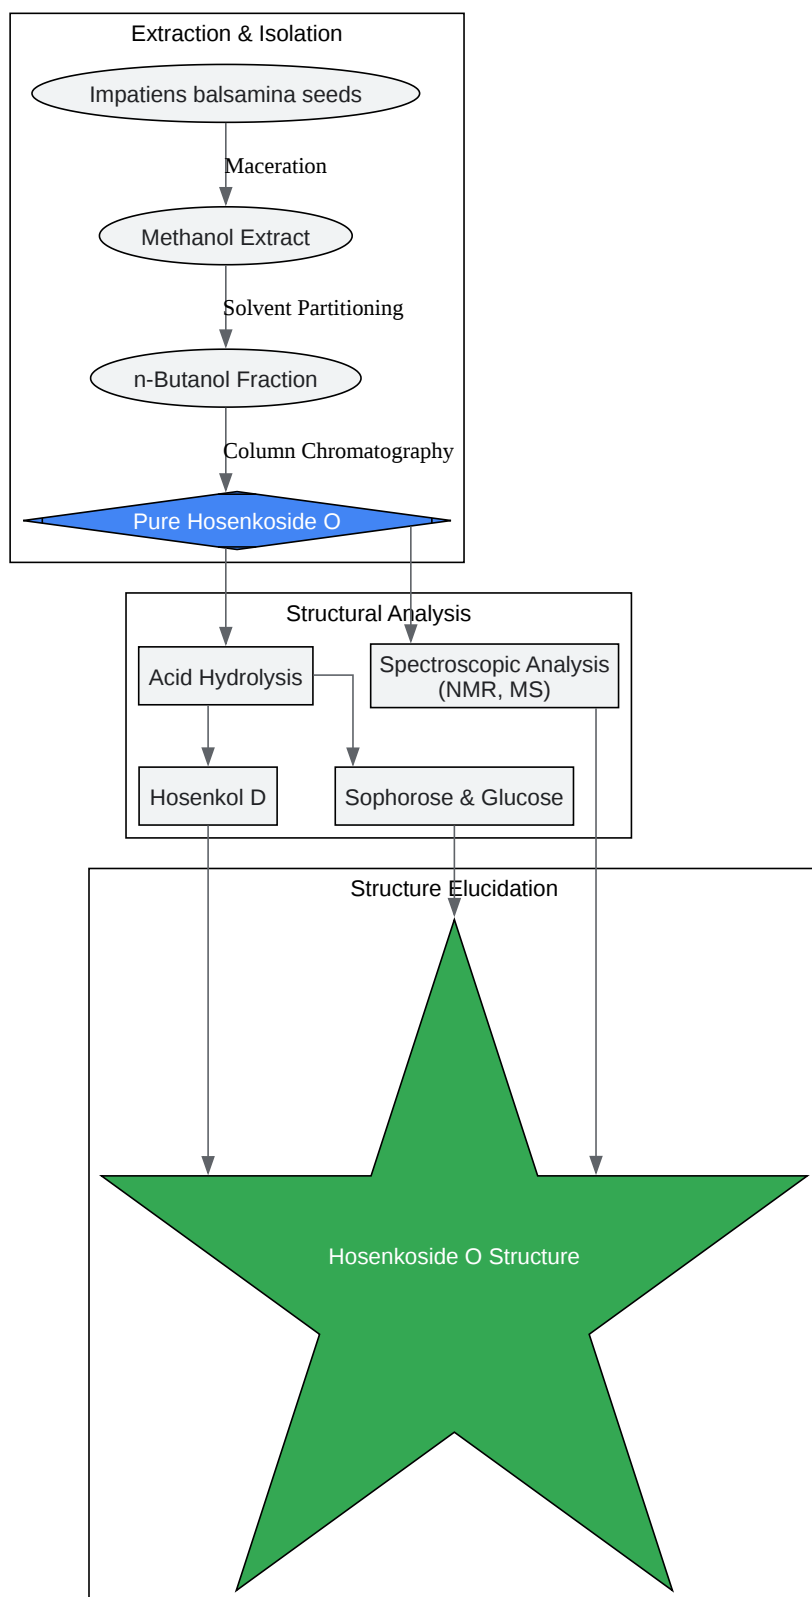 Extraction & Isolation
Impatiens balsamina seeds
Maceration
Methanol Extract
Solvent Partitioning
n-Butanol Fraction
Column Chromatography
Pure Hosenkoside O
Structural Analysis
Acid Hydrolysis
Spectroscopic Analysis
(NMR, MS)
Hosenkol D
Sophorose & Glucose
Structure Elucidation
Hosenkoside O Structure